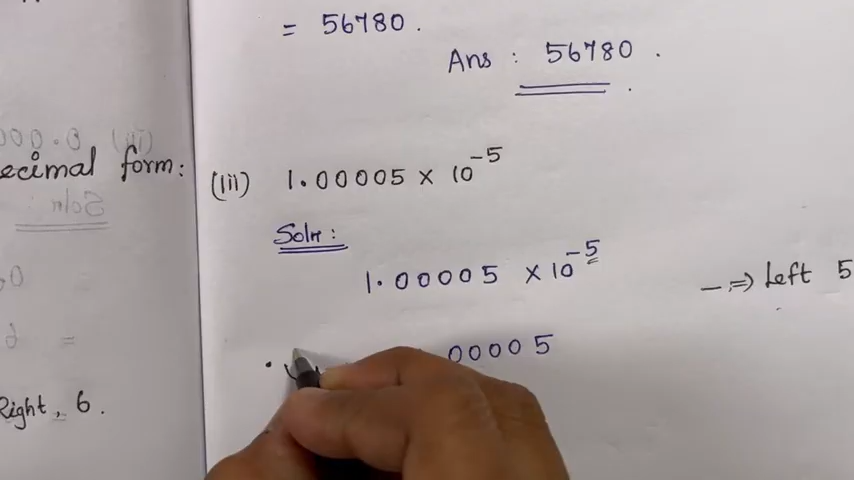 = 56780 .
Ans : 56780 .
ecimal form:
(iii) 1.00005 × 10⁻⁵
Soln :
1.00005 × 10⁻⁵
— ⇒ Left 5
. 00005
Right, 6.